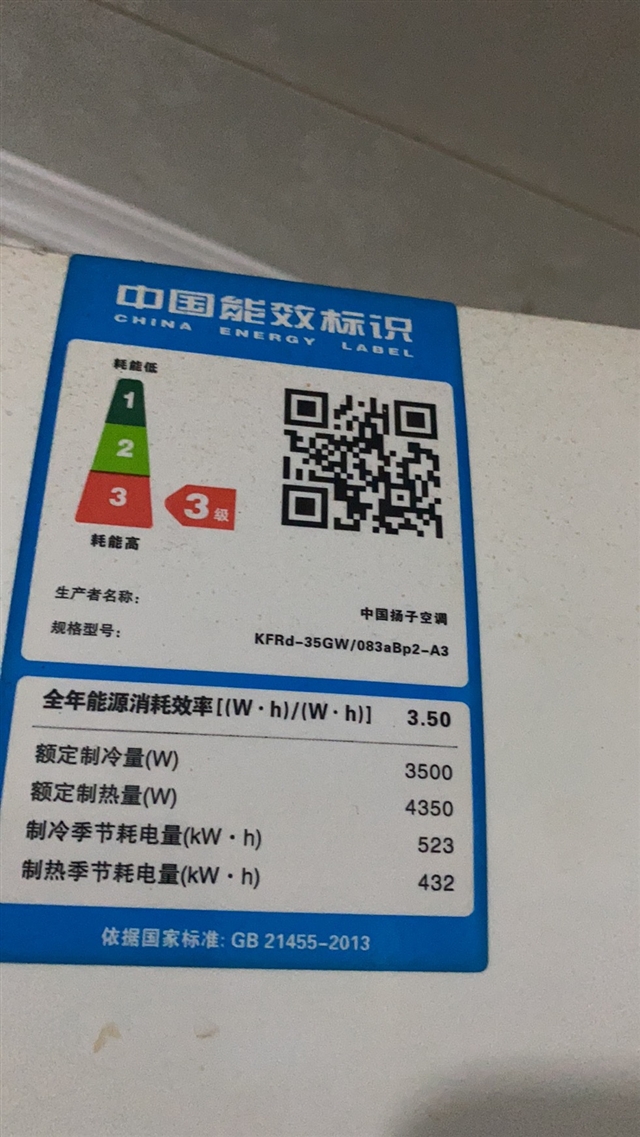 中国能效标识
CHINA ENERGY LABEL
耗能低
1
2
3
3级
耗能高
生产者名称: 中国扬子空调
规格型号: KFRd-35GW/083aBp2-A3
全年能源消耗效率[(W·h)/(W·h)] 3.50
额定制冷量(W) 3500
额定制热量(W) 4350
制冷季节耗电量(kW·h) 523
制热季节耗电量(kW·h) 432
依据国家标准: GB 21455-2013